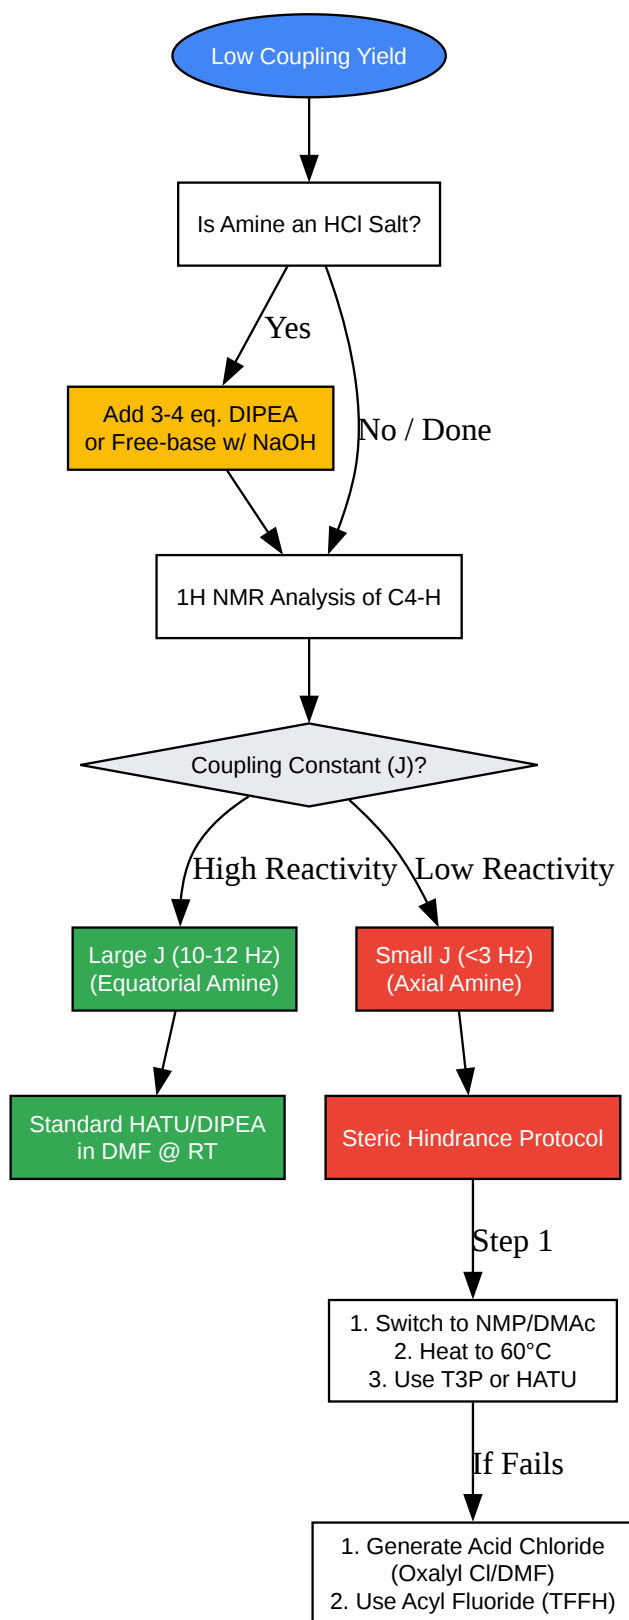 Low Coupling Yield
Is Amine an HCl Salt?
Yes
Add 3-4 eq. DIPEA
or Free-base w/ NaOH
No / Done
1H NMR Analysis of C4-H
Coupling Constant (J)?
High Reactivity
Low Reactivity
Large J (10-12 Hz)
(Equatorial Amine)
Small J (<3 Hz)
(Axial Amine)
Standard HATU/DIPEA
in DMF @ RT
Steric Hindrance Protocol
Step 1
1. Switch to NMP/DMAc
2. Heat to 60°C
3. Use T3P or HATU
If Fails
1. Generate Acid Chloride
(Oxalyl Cl/DMF)
2. Use Acyl Fluoride (TFFH)